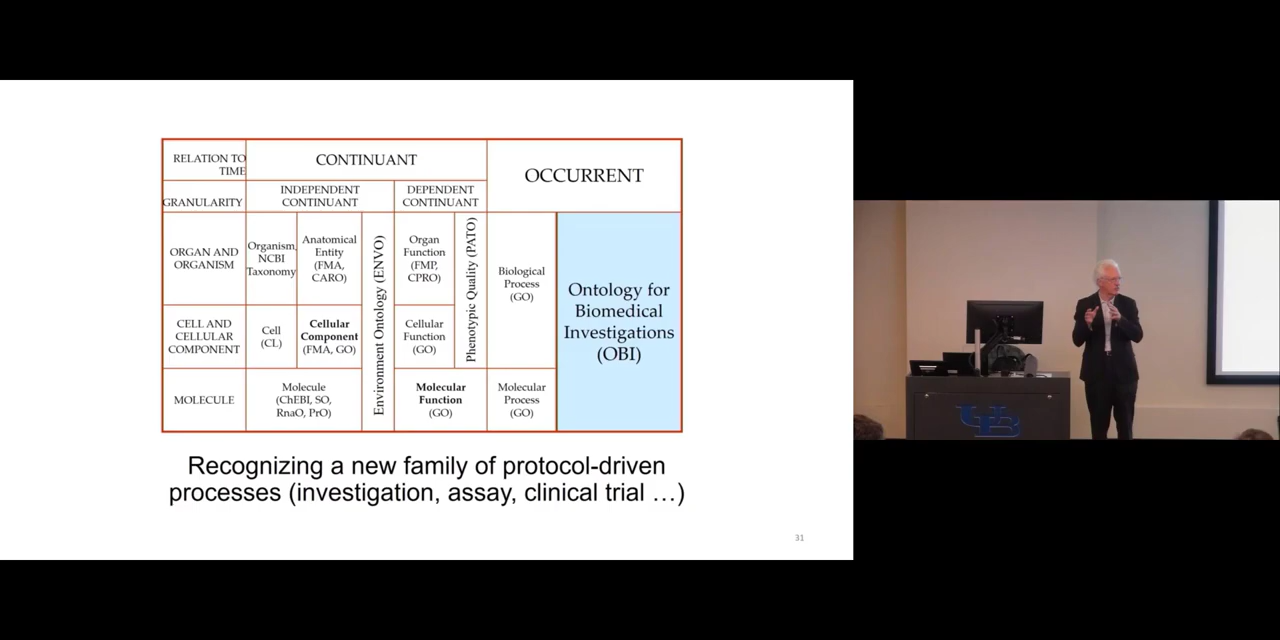 RELATION TO
TIME
CONTINUANT
OCCURRENT
GRANULARITY
INDEPENDENT
CONTINUANT
DEPENDENT
CONTINUANT
ORGAN AND
ORGANISM
Organism,
NCBI
Taxonomy
Anatomical
Entity
(FMA,
CARO)
Environment Ontology (ENVO)
Organ
Function
(FMP,
CPRO)
Phenotypic Quality (PATO)
Biological
Process
(GO)
Ontology for
Biomedical
Investigations
(OBI)
CELL AND
CELLULAR
COMPONENT
Cell
(CL)
Cellular
Component
(FMA, GO)
Cellular
Function
(GO)
MOLECULE
Molecule
(ChEBI, SO,
RnaO, PrO)
Molecular
Function
(GO)
Molecular
Process
(GO)
Recognizing a new family of protocol-driven
processes (investigation, assay, clinical trial …)
31
UB